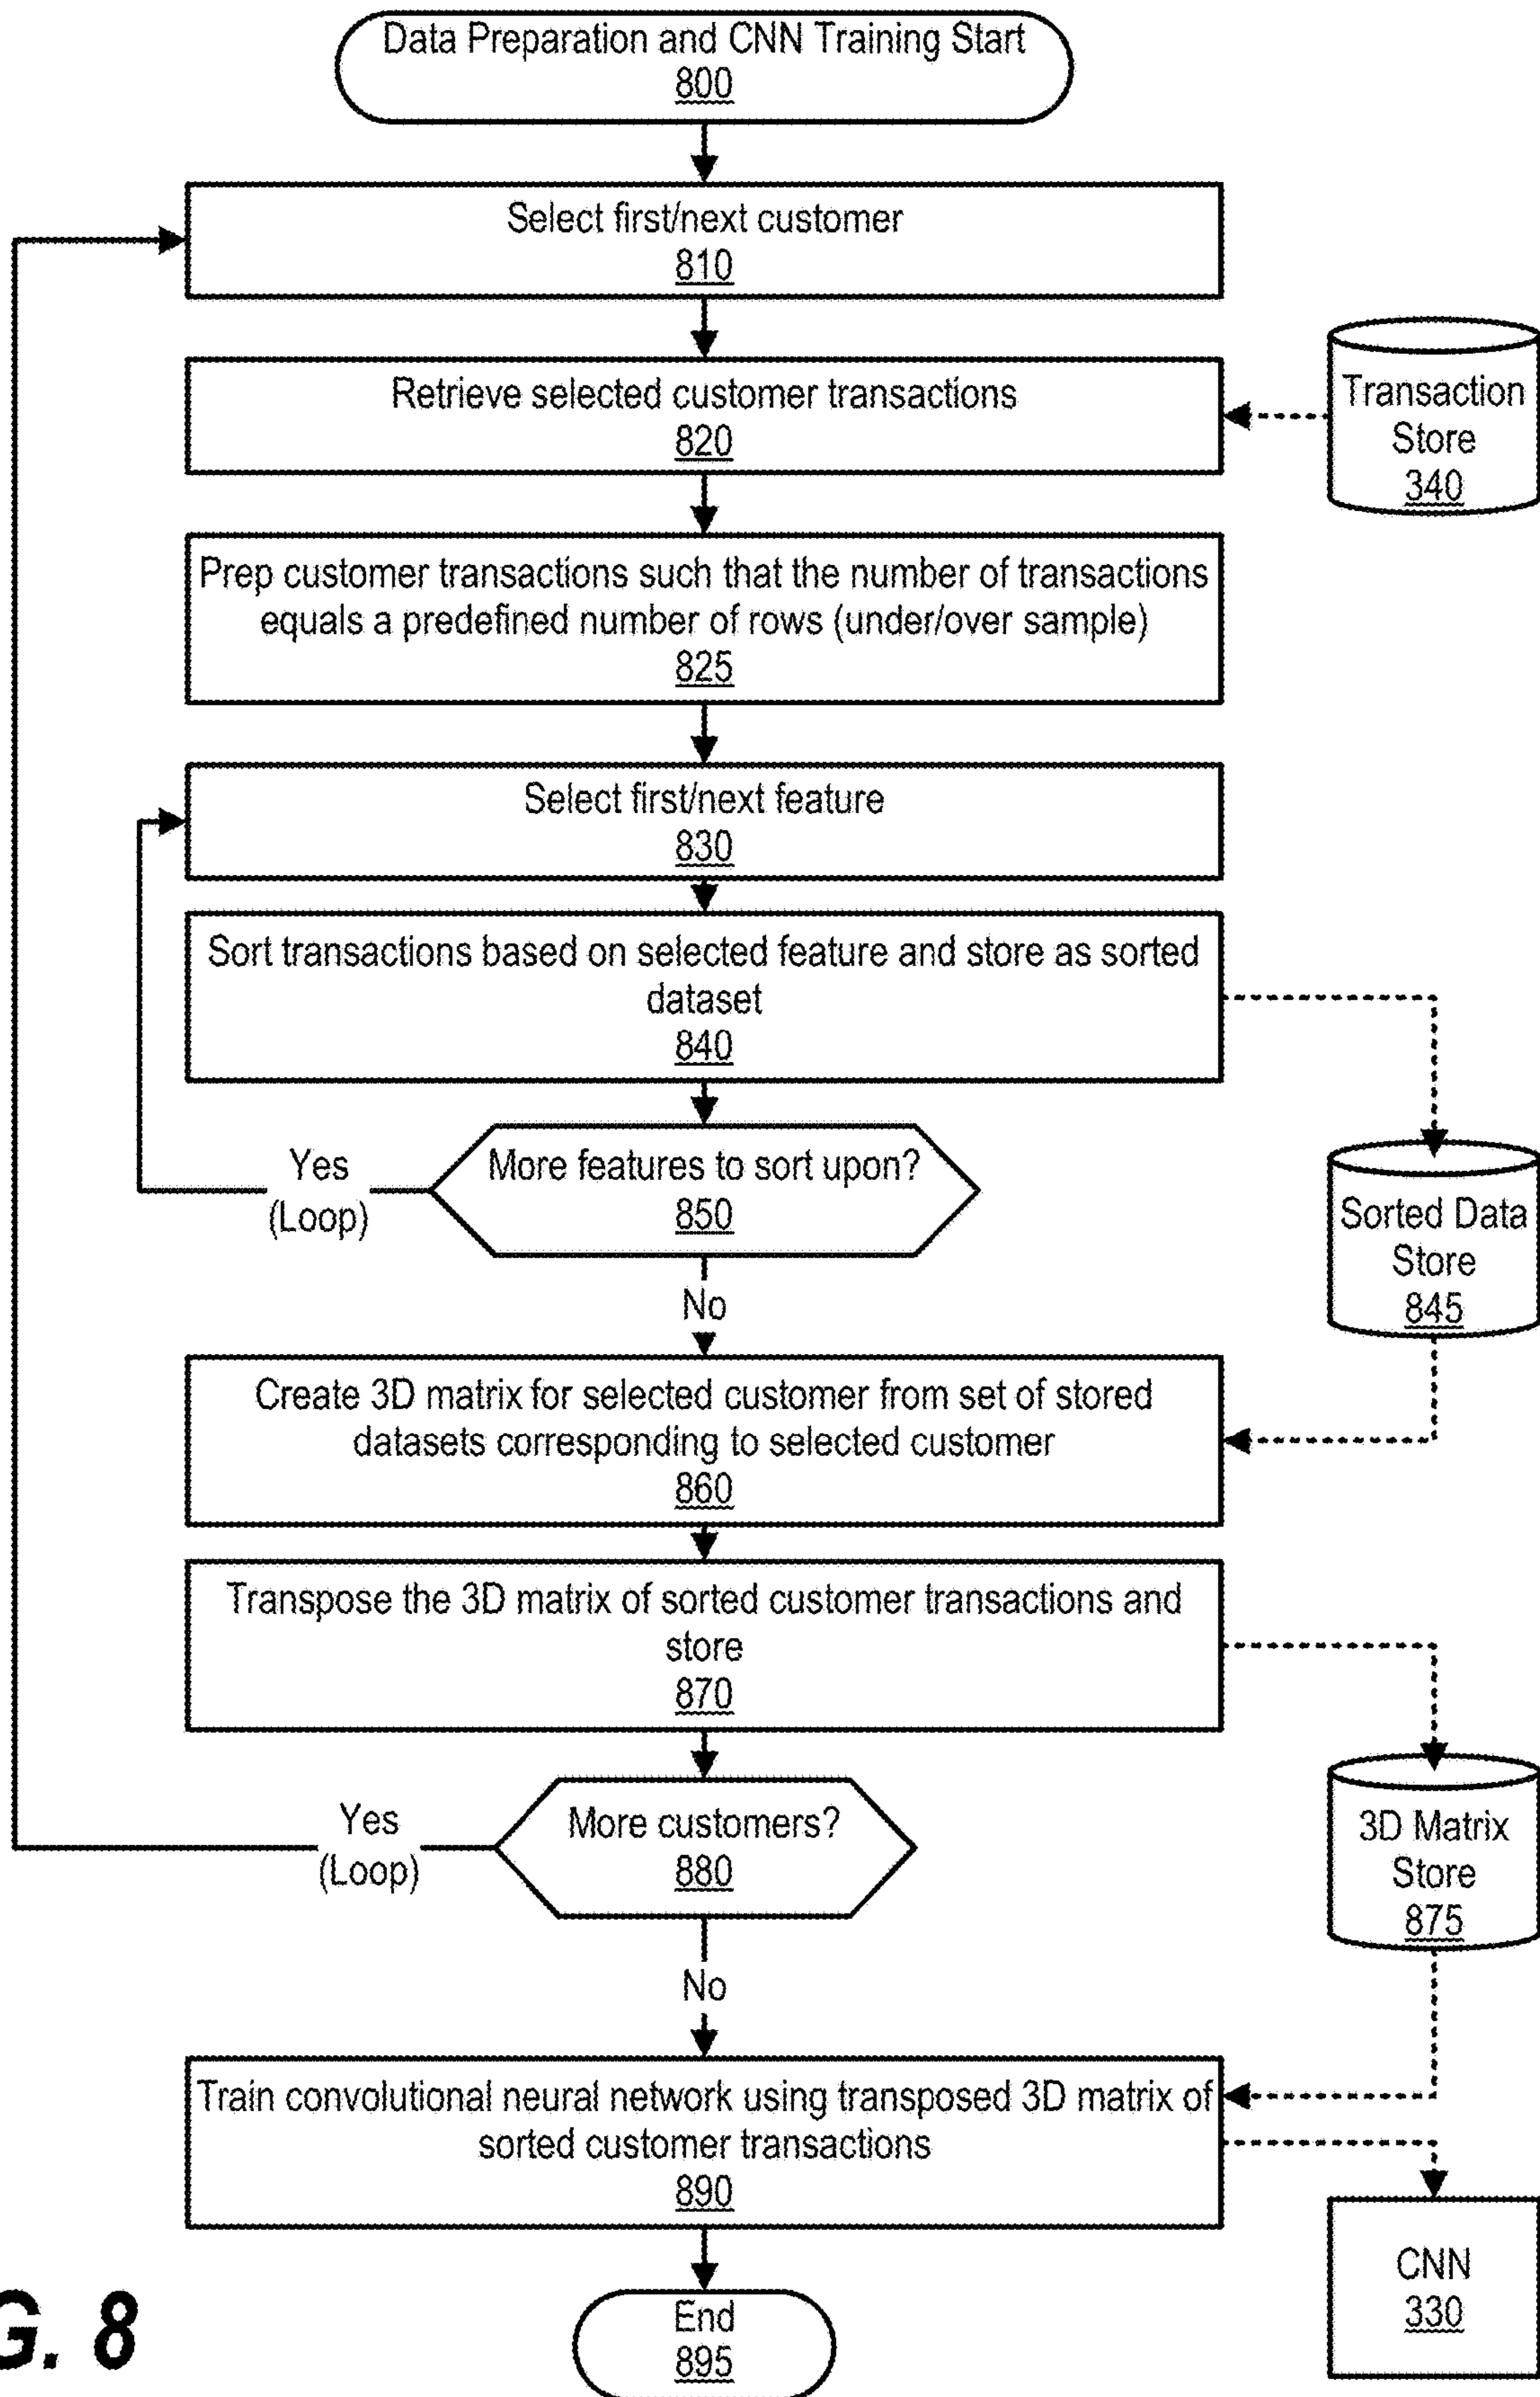 Data Preparation and CNN Training Start
800
Select first/next customer
810
Retrieve selected customer transactions
820
Transaction
Store
340
Prep customer transactions such that the number of transactions
equals a predefined number of rows (under/over sample)
825
Select first/next feature
830
Sort transactions based on selected feature and store as sorted
dataset
840
More features to sort upon?
850
Yes
(Loop)
No
Sorted Data
Store
845
Create 3D matrix for selected customer from set of stored
datasets corresponding to selected customer
860
Transpose the 3D matrix of sorted customer transactions and
store
870
More customers?
880
Yes
(Loop)
No
3D Matrix
Store
875
Train convolutional neural network using transposed 3D matrix of
sorted customer transactions
890
CNN
330
End
895
G. 8